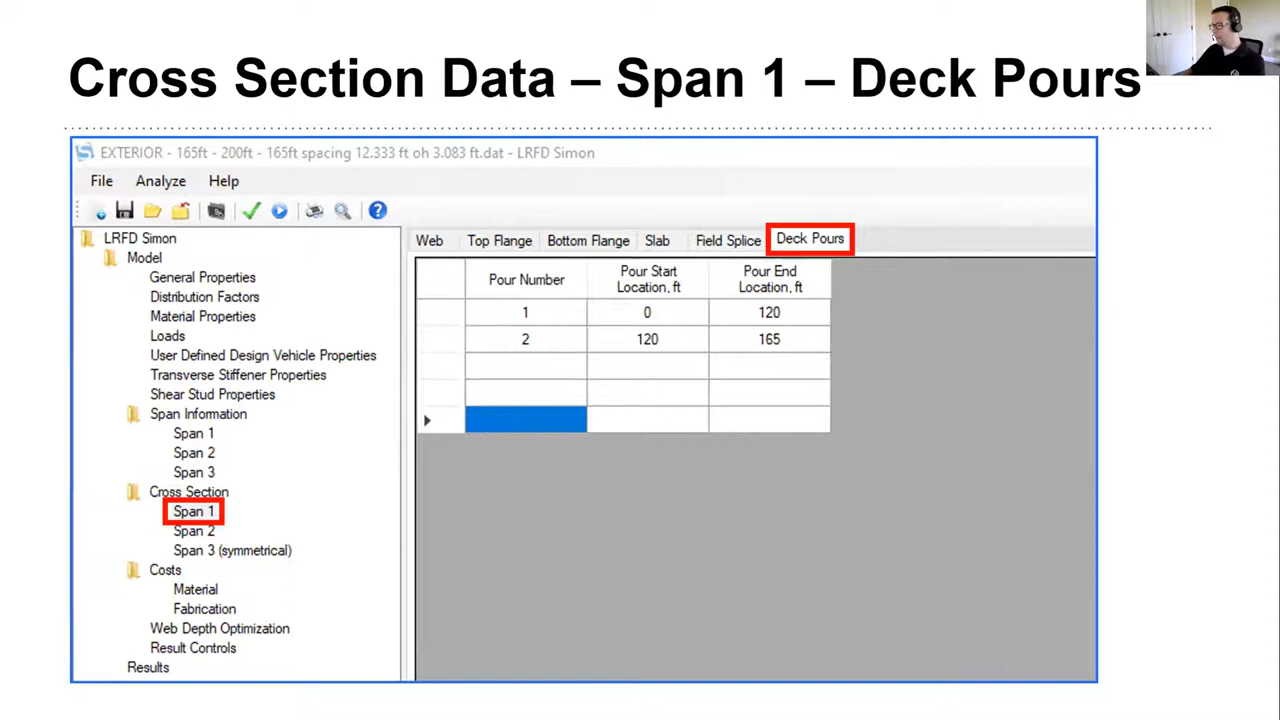 Cross Section Data – Span 1 – Deck Pours
EXTERIOR - 165ft - 200ft - 165ft spacing 12.333 ft oh 3.083 ft.dat - LRFD Simon
File Analyze Help
LRFD Simon
Model
General Properties
Distribution Factors
Material Properties
Loads
User Defined Design Vehicle Properties
Transverse Stiffener Properties
Shear Stud Properties
Span Information
Span 1
Span 2
Span 3
Cross Section
Span 1
Span 2
Span 3 (symmetrical)
Costs
Material
Fabrication
Web Depth Optimization
Result Controls
Results
Web Top Flange Bottom Flange Slab Field Splice Deck Pours
Pour Number Pour Start Location, ft Pour End Location, ft
1 0 120
2 120 165